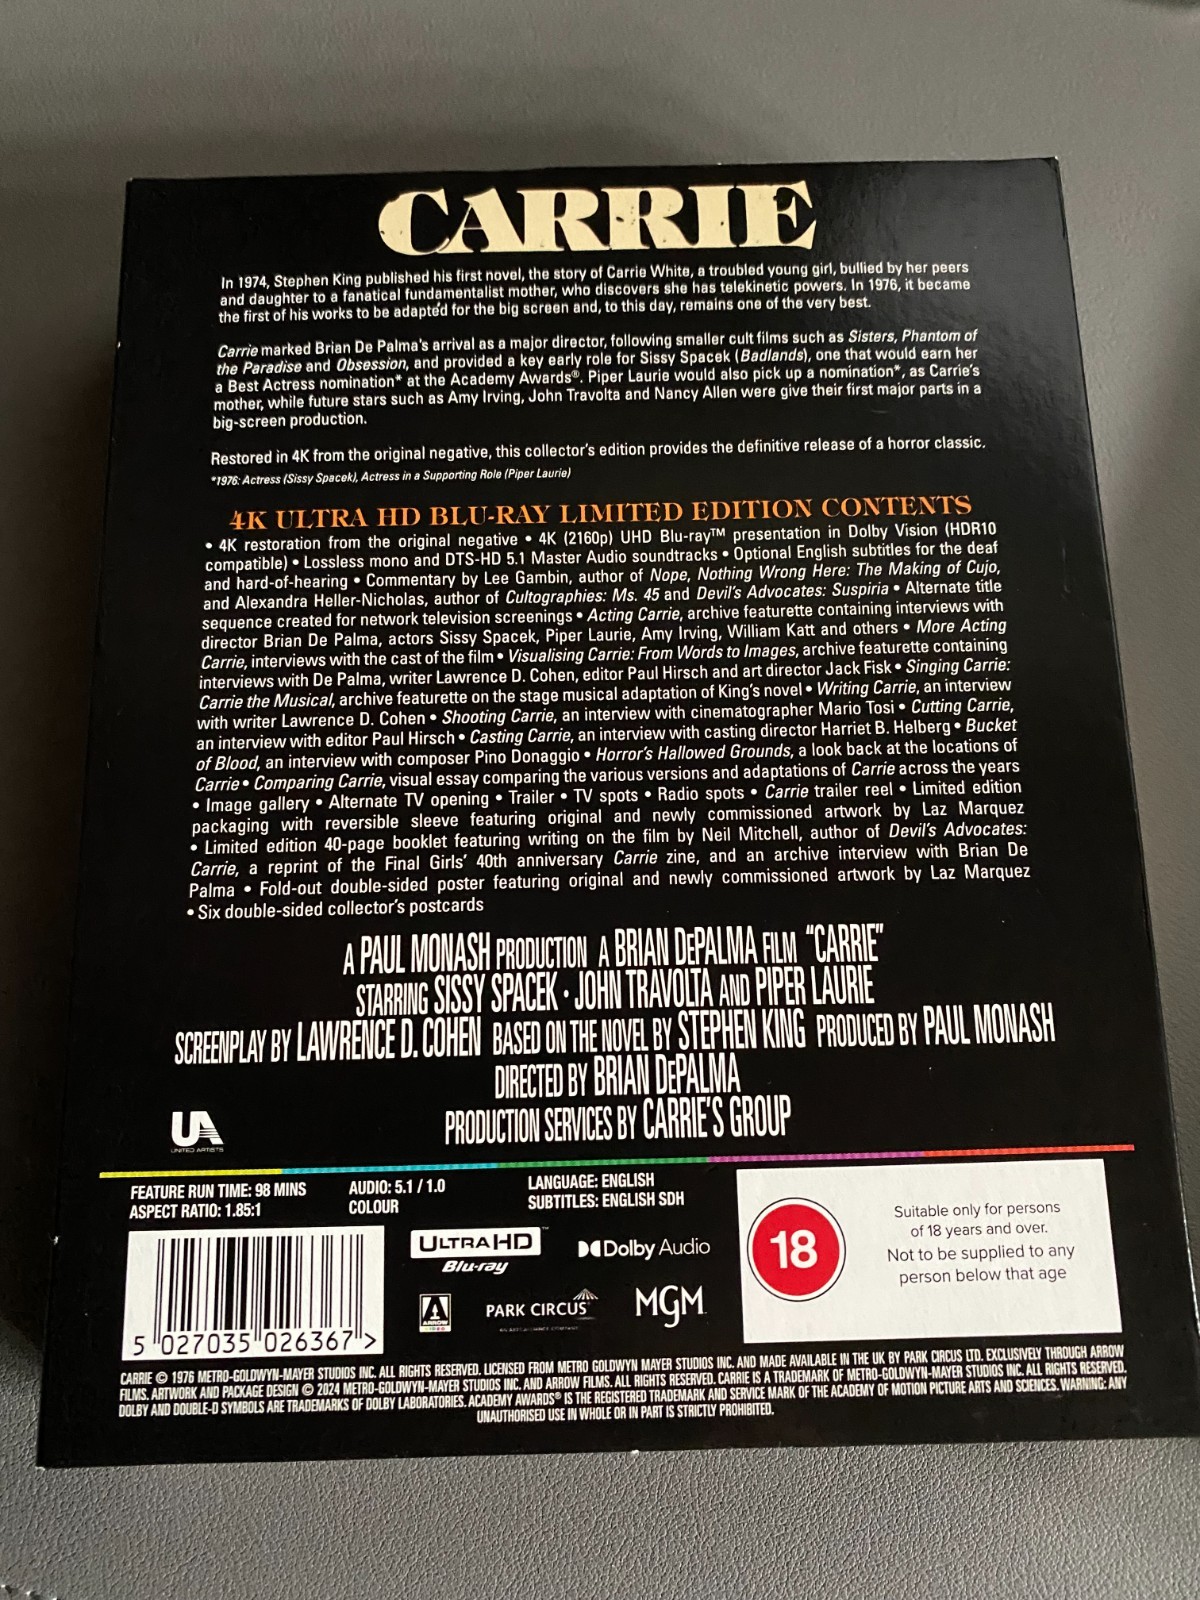 CARRIE
In 1974, Stephen King published his first novel, the story of Carrie White, a troubled young girl, bullied by her peers
and daughter to a fanatical fundamentalist mother, who discovers she has telekinetic powers. In 1976, it became
the first of his works to be adapted for the big screen and, to this day, remains one of the very best.
Carrie marked Brian De Palma's arrival as a major director, following smaller cult films such as Sisters, Phantom of
the Paradise and Obsession, and provided a key early role for Sissy Spacek (Badlands), one that would earn her
a Best Actress nomination* at the Academy Awards®. Piper Laurie would also pick up a nomination*, as Carrie's
mother, while future stars such as Amy Irving, John Travolta and Nancy Allen were give their first major parts in a
big-screen production.
Restored in 4K from the original negative, this collector's edition provides the definitive release of a horror classic.
*1976: Actress (Sissy Spacek), Actress in a Supporting Role (Piper Laurie)
4K ULTRA HD BLU-RAY LIMITED EDITION CONTENTS
• 4K restoration from the original negative • 4K (2160p) UHD Blu-ray™ presentation in Dolby Vision (HDR10
compatible) • Lossless mono and DTS-HD 5.1 Master Audio soundtracks • Optional English subtitles for the deaf
and hard-of-hearing • Commentary by Lee Gambin, author of Nope, Nothing Wrong Here: The Making of Cujo,
and Alexandra Heller-Nicholas, author of Cultographies: Ms. 45 and Devil's Advocates: Suspiria • Alternate title
sequence created for network television screenings • Acting Carrie, archive featurette containing interviews with
director Brian De Palma, actors Sissy Spacek, Piper Laurie, Amy Irving, William Katt and others • More Acting
Carrie, interviews with the cast of the film • Visualising Carrie: From Words to Images, archive featurette containing
interviews with De Palma, writer Lawrence D. Cohen, editor Paul Hirsch and art director Jack Fisk • Singing Carrie:
Carrie the Musical, archive featurette on the stage musical adaptation of King's novel • Writing Carrie, an interview
with writer Lawrence D. Cohen • Shooting Carrie, an interview with cinematographer Mario Tosi • Cutting Carrie,
an interview with editor Paul Hirsch • Casting Carrie, an interview with casting director Harriet B. Helberg • Bucket
of Blood, an interview with composer Pino Donaggio • Horror's Hallowed Grounds, a look back at the locations of
Carrie • Comparing Carrie, visual essay comparing the various versions and adaptations of Carrie across the years
• Image gallery • Alternate TV opening • Trailer • TV spots • Radio spots • Carrie trailer reel • Limited edition
packaging with reversible sleeve featuring original and newly commissioned artwork by Laz Marquez
• Limited edition 40-page booklet featuring writing on the film by Neil Mitchell, author of Devil's Advocates:
Carrie, a reprint of the Final Girls' 40th anniversary Carrie zine, and an archive interview with Brian De
Palma • Fold-out double-sided poster featuring original and newly commissioned artwork by Laz Marquez
• Six double-sided collector's postcards
A PAUL MONASH PRODUCTION A BRIAN DePALMA FILM "CARRIE"
STARRING SISSY SPACEK · JOHN TRAVOLTA AND PIPER LAURIE
SCREENPLAY BY LAWRENCE D. COHEN BASED ON THE NOVEL BY STEPHEN KING PRODUCED BY PAUL MONASH
DIRECTED BY BRIAN DePALMA
PRODUCTION SERVICES BY CARRIE'S GROUP
UA
UNITED ARTISTS
FEATURE RUN TIME: 98 MINS
ASPECT RATIO: 1.85:1
AUDIO: 5.1 / 1.0
COLOUR
LANGUAGE: ENGLISH
SUBTITLES: ENGLISH SDH
ULTRA HD
Blu-ray
Dolby Audio
18
Suitable only for persons
of 18 years and over.
Not to be supplied to any
person below that age
ARROW
PARK CIRCUS
MGM
5 027035 026367 >
CARRIE © 1976 METRO-GOLDWYN-MAYER STUDIOS INC. ALL RIGHTS RESERVED. LICENSED FROM METRO GOLDWYN MAYER STUDIOS INC. AND MADE AVAILABLE IN THE UK BY PARK CIRCUS LTD. EXCLUSIVELY THROUGH ARROW
FILMS. ARTWORK AND PACKAGE DESIGN © 2024 METRO-GOLDWYN-MAYER STUDIOS INC. AND ARROW FILMS. ALL RIGHTS RESERVED. CARRIE IS A TRADEMARK OF METRO-GOLDWYN-MAYER STUDIOS INC. ALL RIGHTS RESERVED.
DOLBY AND DOUBLE-D SYMBOLS ARE TRADEMARKS OF DOLBY LABORATORIES. ACADEMY AWARDS® IS THE REGISTERED TRADEMARK AND SERVICE MARK OF THE ACADEMY OF MOTION PICTURE ARTS AND SCIENCES. WARNING: ANY
UNAUTHORISED USE IN WHOLE OR IN PART IS STRICTLY PROHIBITED.